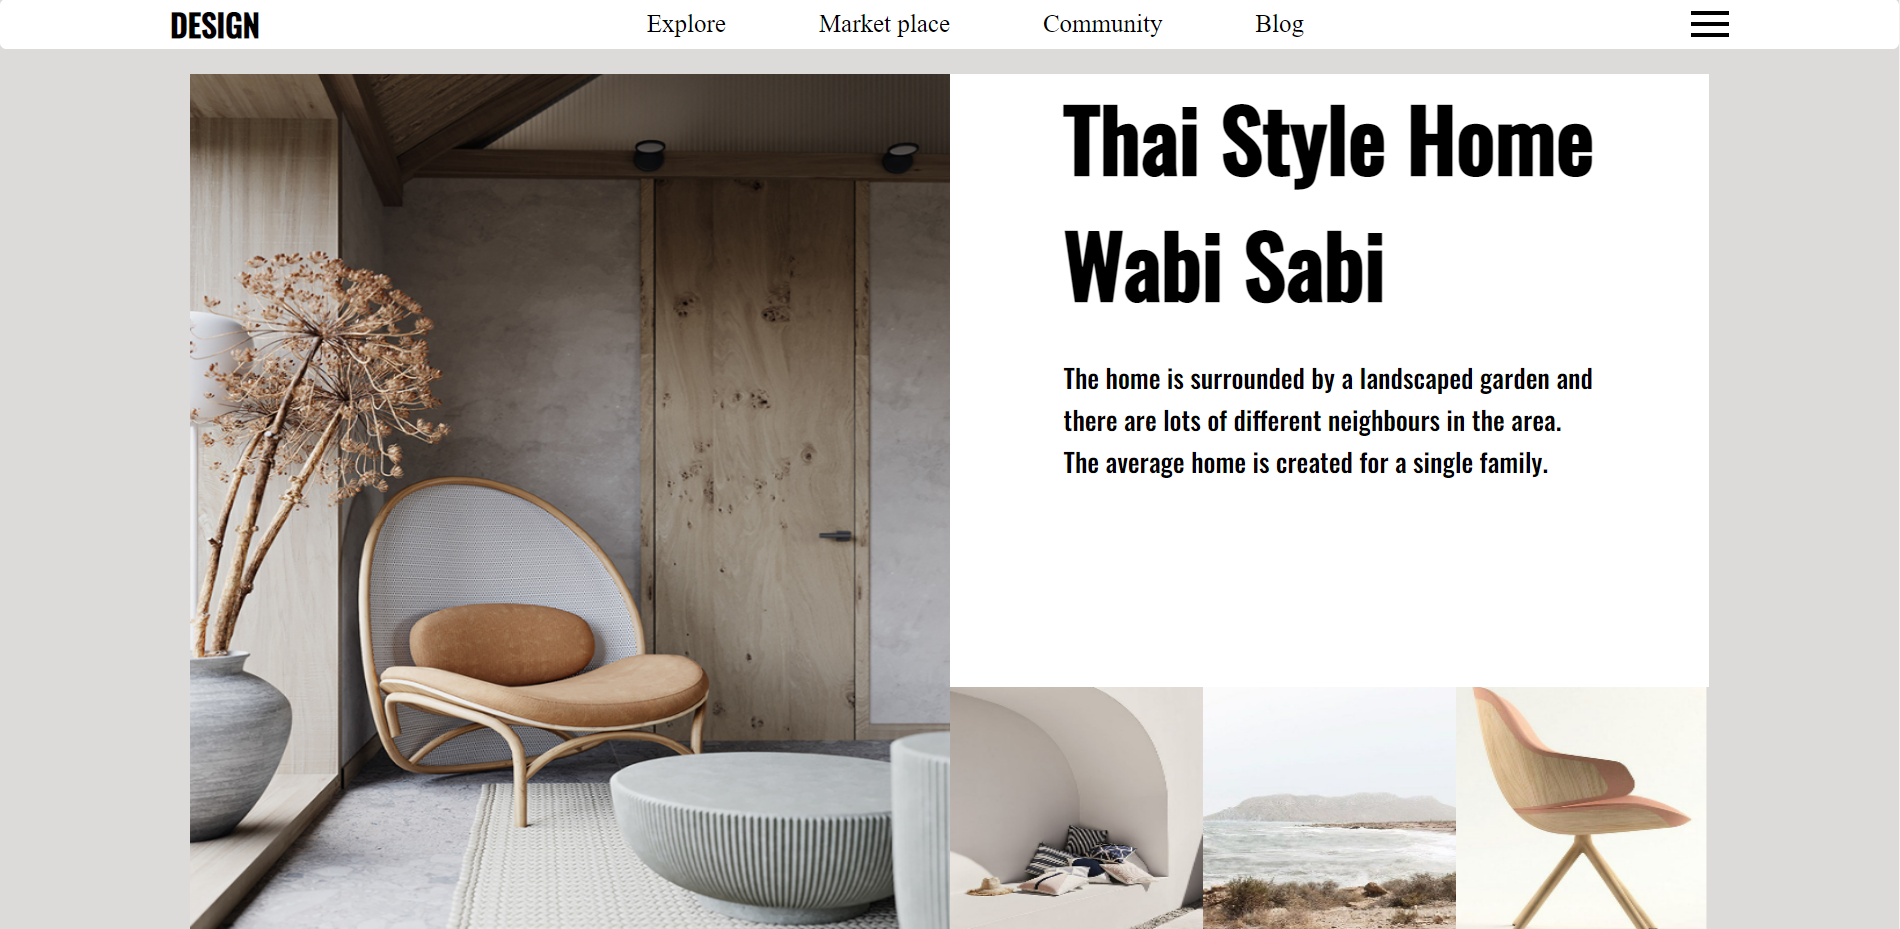 DESIGN
Explore
Market place
Community
Blog
Thai Style Home
Wabi Sabi
The home is surrounded by a landscaped garden and
there are lots of different neighbours in the area.
The average home is created for a single family.